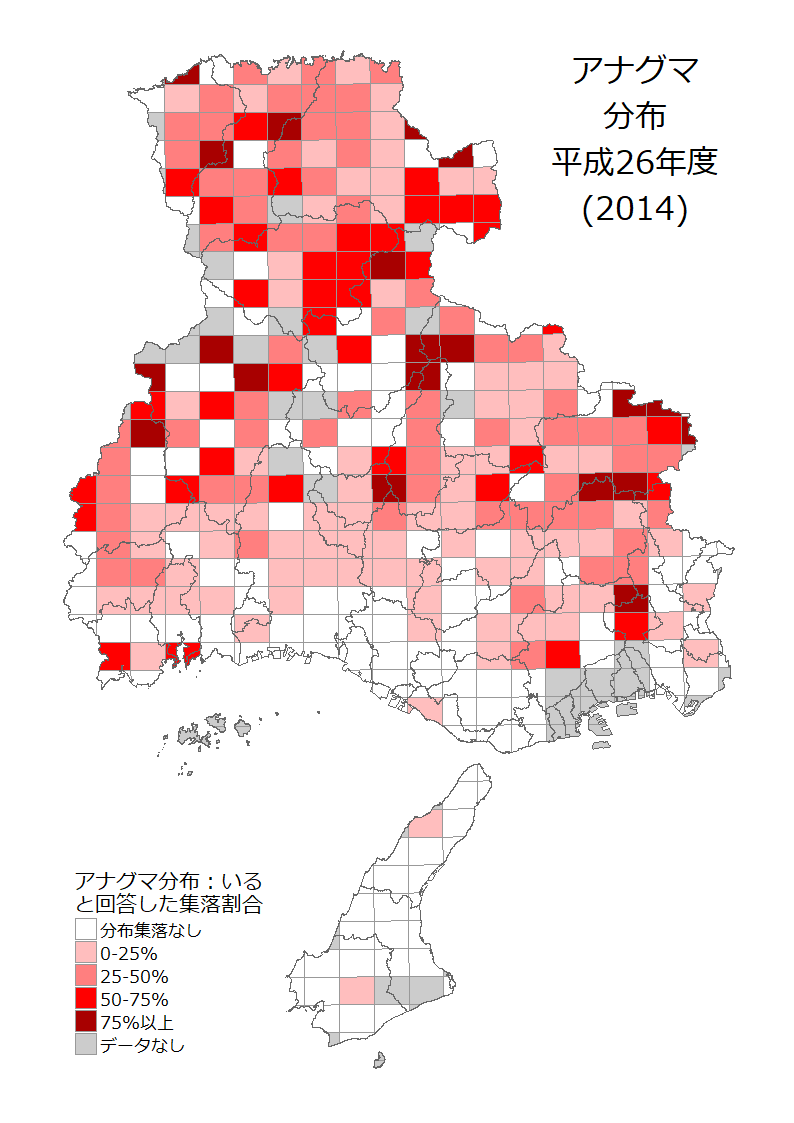 アナグマ
分布
平成26年度
(2014)
アナグマ分布：いる
と回答した集落割合
分布集落なし
0-25%
25-50%
50-75%
75%以上
データなし